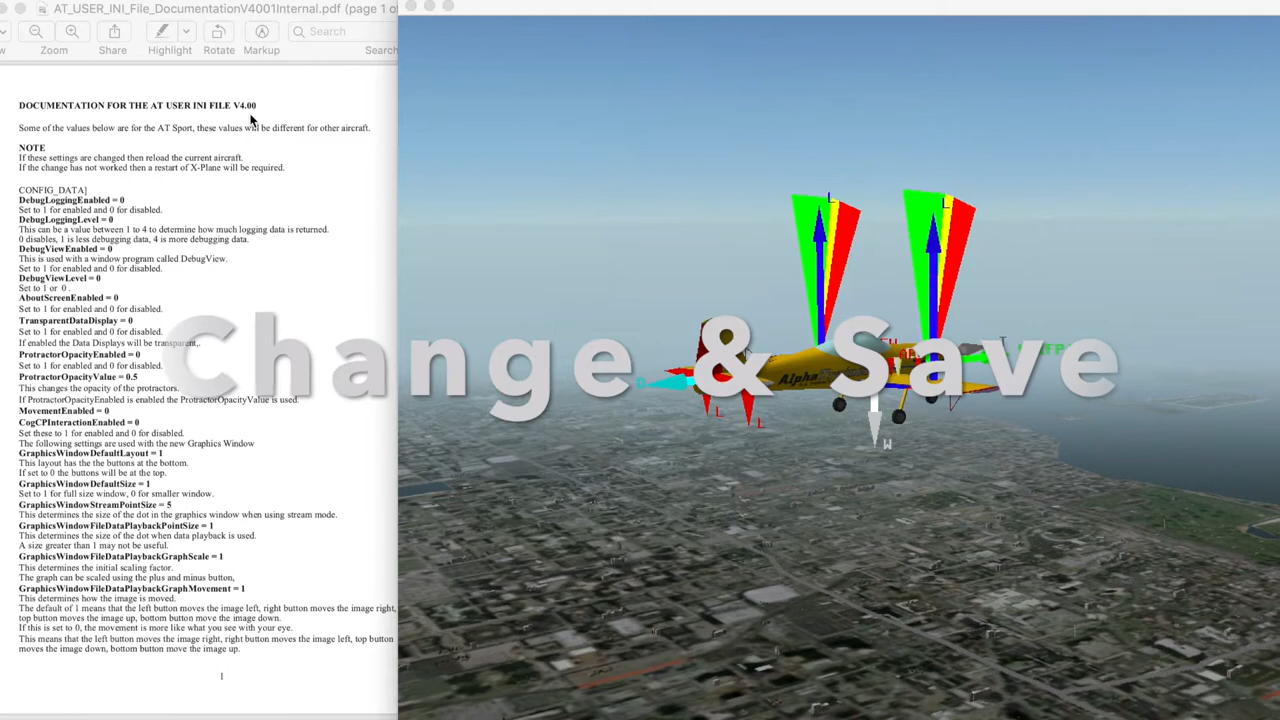 AT_USER_INI_File_DocumentationV4001Internal.pdf (page 1 of
Zoom
Share
Highlight
Rotate
Markup
Search
Search
DOCUMENTATION FOR THE AT USER INI FILE V4.00
Some of the values below are for the AT Sport, these values will be different for other aircraft.
NOTE
If these settings are changed then reload the current aircraft.
If the change has not worked then a restart of X-Plane will be required.
CONFIG_DATA]
DebugLoggingEnabled = 0
Set to 1 for enabled and 0 for disabled.
DebugLoggingLevel = 0
This can be a value between 1 to 4 to determine how much logging data is returned.
0 disables, 1 is less debugging data, 4 is more debugging data.
DebugViewEnabled = 0
This is used with a window program called DebugView.
Set to 1 for enabled and 0 for disabled.
DebugViewLevel = 0
Set to 1 or 0 .
AboutScreenEnabled = 0
Set to 1 for enabled and 0 for disabled.
TransparentDataDisplay = 0
Set to 1 for enabled and 0 for disabled.
If enabled the Data Displays will be transparent,.
ProtractorOpacityEnabled = 0
Set to 1 for enabled and 0 for disabled.
ProtractorOpacityValue = 0.5
This changes the opacity of the protractors.
If ProtractorOpacityEnabled is enabled the ProtractorOpacityValue is used.
MovementEnabled = 0
CogCPInteractionEnabled = 0
Set these to 1 for enabled and 0 for disabled.
The following settings are used with the new Graphics Window
GraphicsWindowDefaultLayout = 1
This layout has the the buttons at the bottom.
If set to 0 the buttons will be at the top.
GraphicsWindowDefaultSize = 1
Set to 1 for full size window, 0 for smaller window.
GraphicsWindowStreamPointSize = 5
This determines the size of the dot in the graphics window when using stream mode.
GraphicsWindowFileDataPlaybackPointSize = 1
This determines the size of the dot when data playback is used.
A size greater than 1 may not be useful.
GraphicsWindowFileDataPlaybackGraphScale = 1
This determines the initial scaling factor.
The graph can be scaled using the plus and minus button,
GraphicsWindowFileDataPlaybackGraphMovement = 1
This determines how the image is moved.
The default of 1 means that the left button moves the image left, right button moves the image right,
top button moves the image up, bottom button move the image down.
If this is set to 0, the movement is more like what you see with your eye.
This means that the left button moves the image right, right button moves the image left, top button
moves the image down, bottom button move the image up.
1
Change & Save
L
L
L
L
W